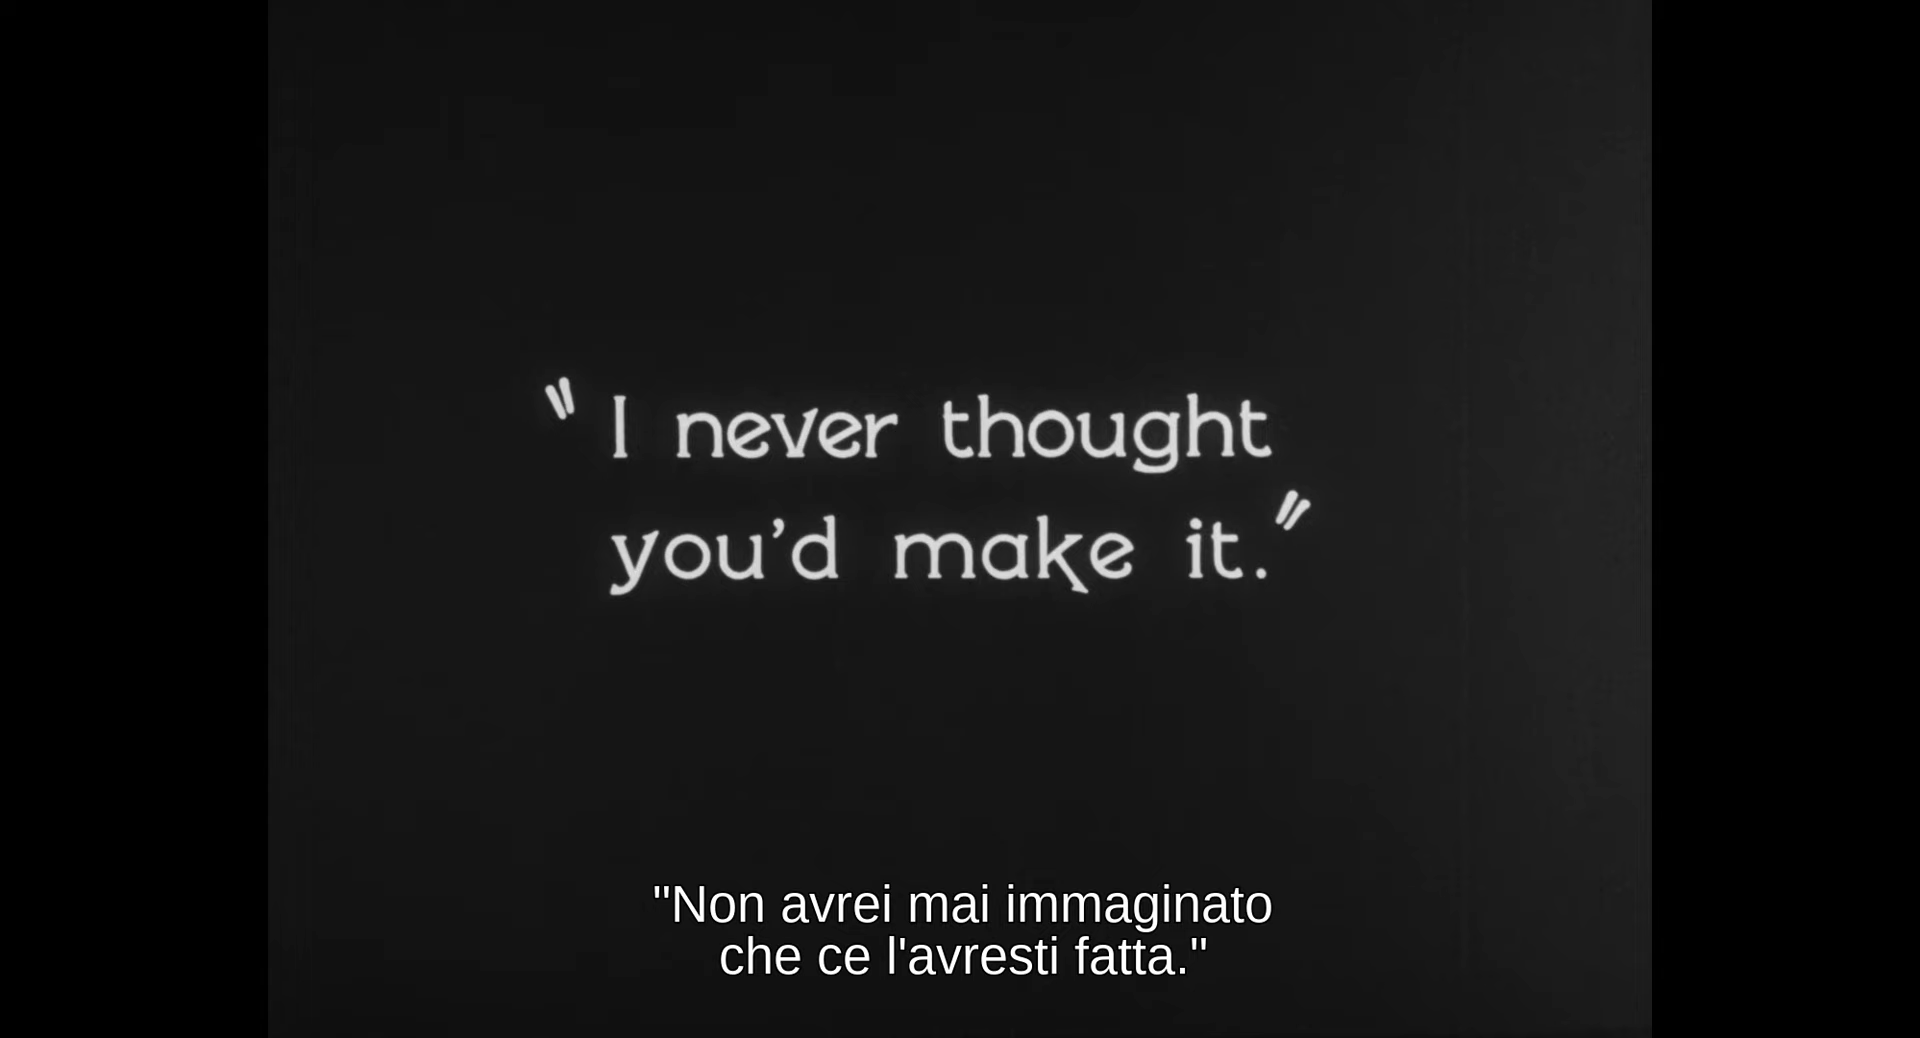 "I never thought
you'd make it."
"Non avrei mai immaginato
che ce l'avresti fatta."